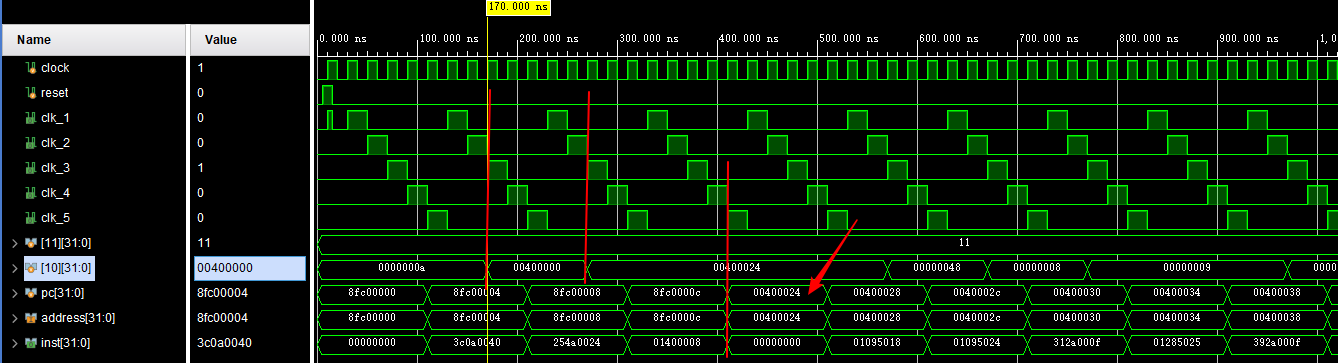 170.000 ns
Name Value
0.000 ns 100.000 ns 200.000 ns 300.000 ns 400.000 ns 500.000 ns 600.000 ns 700.000 ns 800.000 ns 900.000 ns
clock 1
reset 0
clk_1 0
clk_2 0
clk_3 1
clk_4 0
clk_5 0
[11][31:0] 11 11
[10][31:0] 00400000 0000000a 00400000 00400024 00000048 00000008 00000009
pc[31:0] 8fc00004 8fc00000 8fc00004 8fc00008 8fc0000c 00400024 00400028 0040002c 00400030 00400034 00400038
address[31:0] 8fc00004 8fc00000 8fc00004 8fc00008 8fc0000c 00400024 00400028 0040002c 00400030 00400034 00400038
inst[31:0] 3c0a0040 00000000 3c0a0040 254a0024 01400008 00000000 01095018 01095024 312a000f 01285025 392a000f